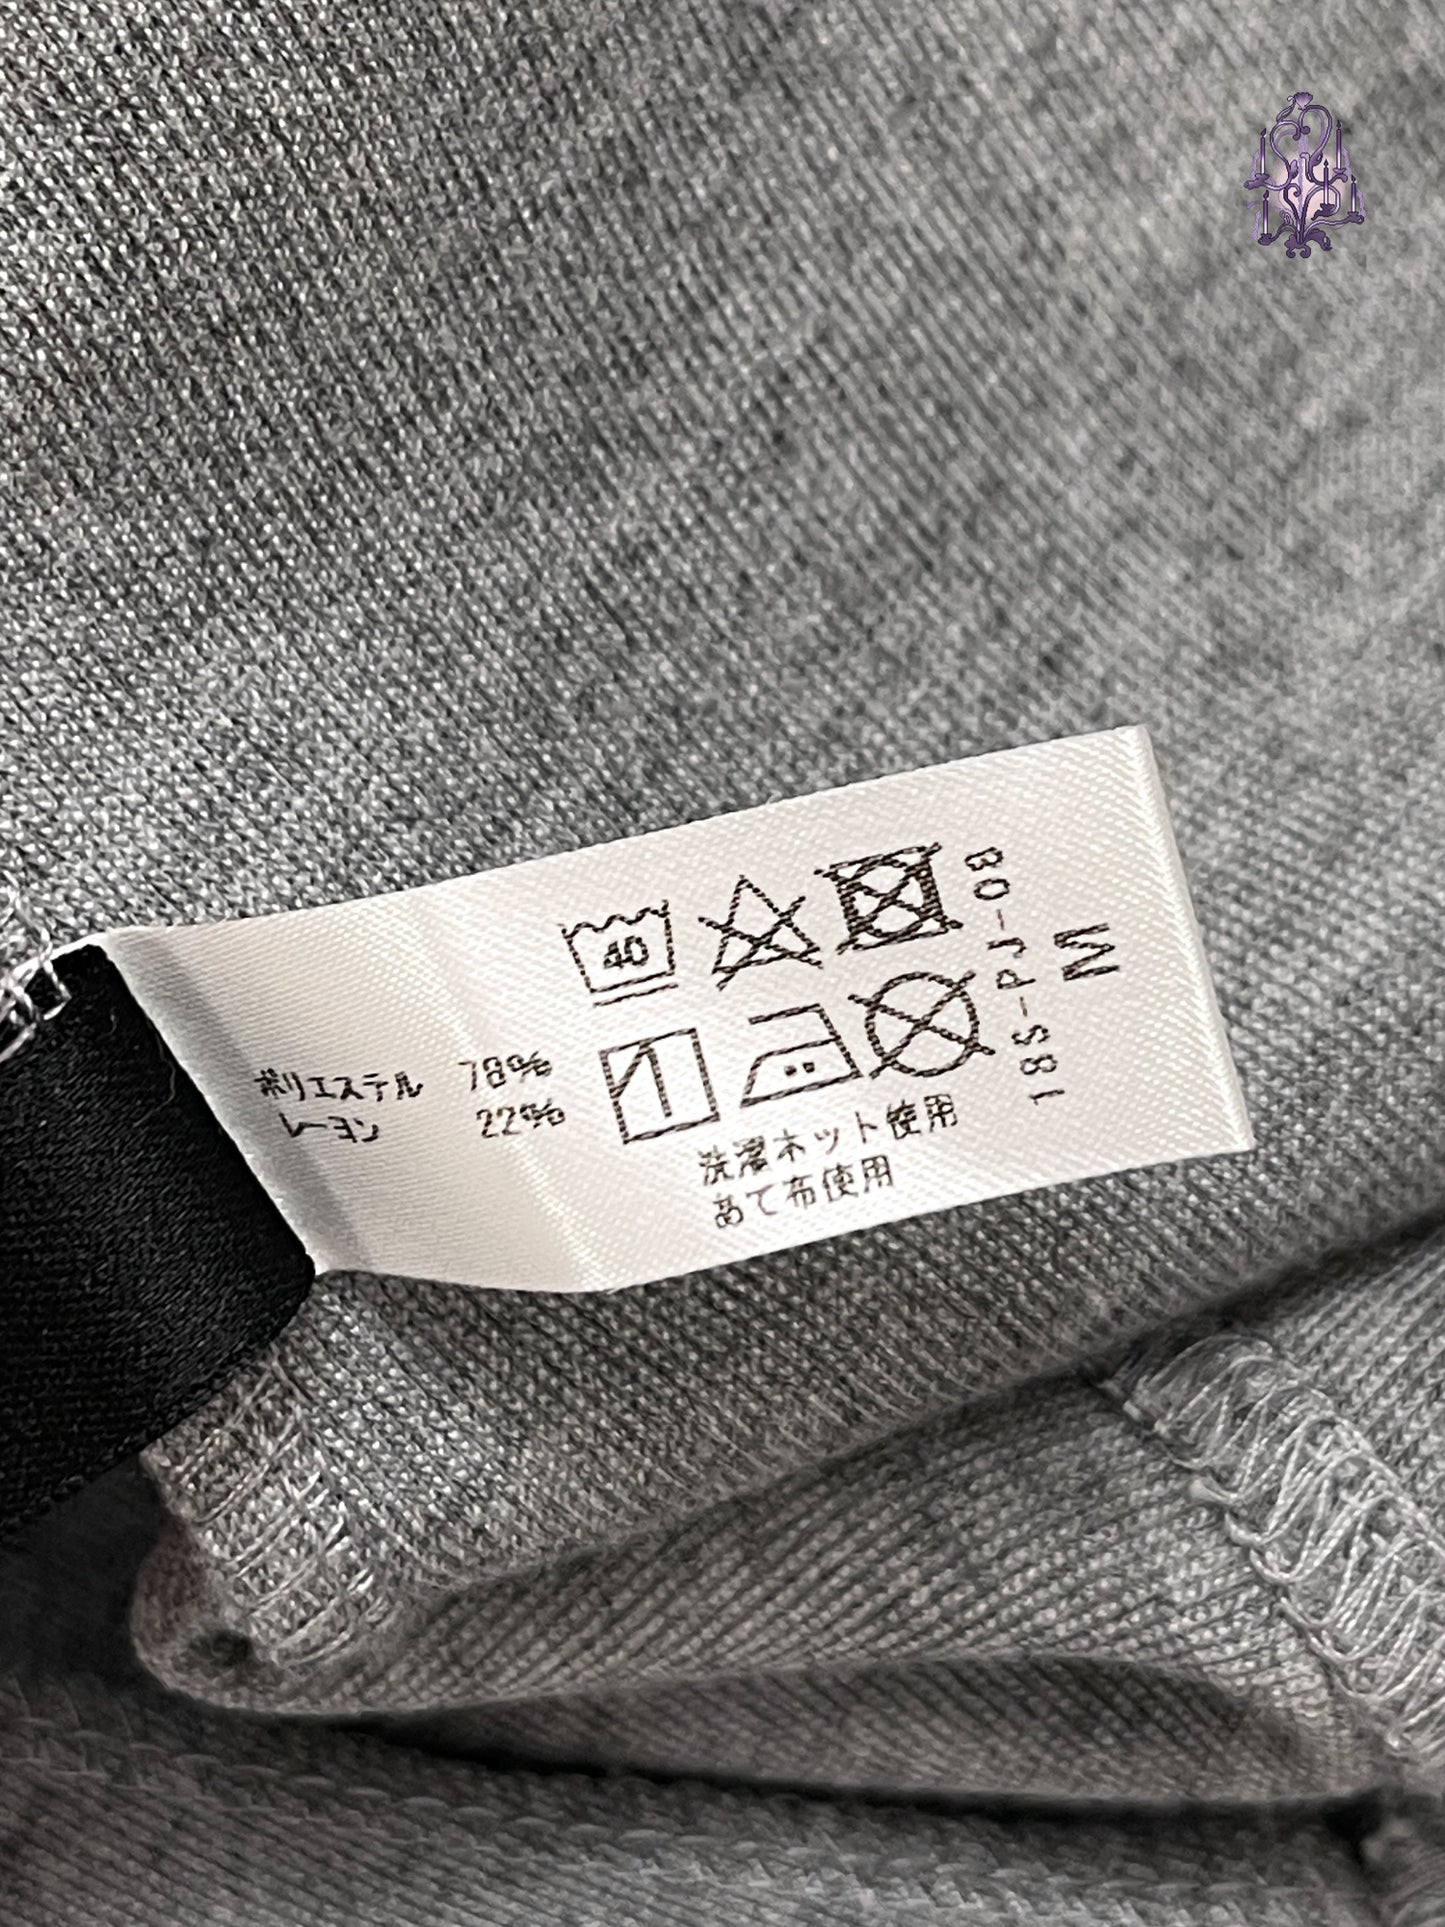 ポリエステル 78%
レーヨン 22%
40
洗濯ネット使用
あて布使用
18S-PJ-08
M